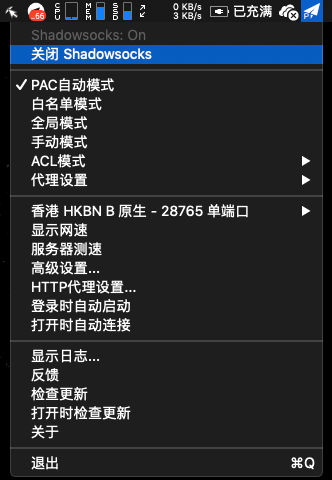 .66
CPU
MEM
SSD
0 KB/s
3 KB/s
已充满
Shadowsocks: On
关闭 Shadowsocks
PAC自动模式
白名单模式
全局模式
手动模式
ACL模式
代理设置
香港 HKBN B 原生 - 28765 单端口
显示网速
服务器测速
高级设置...
HTTP代理设置...
登录时自动启动
打开时自动连接
显示日志...
反馈
检查更新
打开时检查更新
关于
退出 ⌘Q